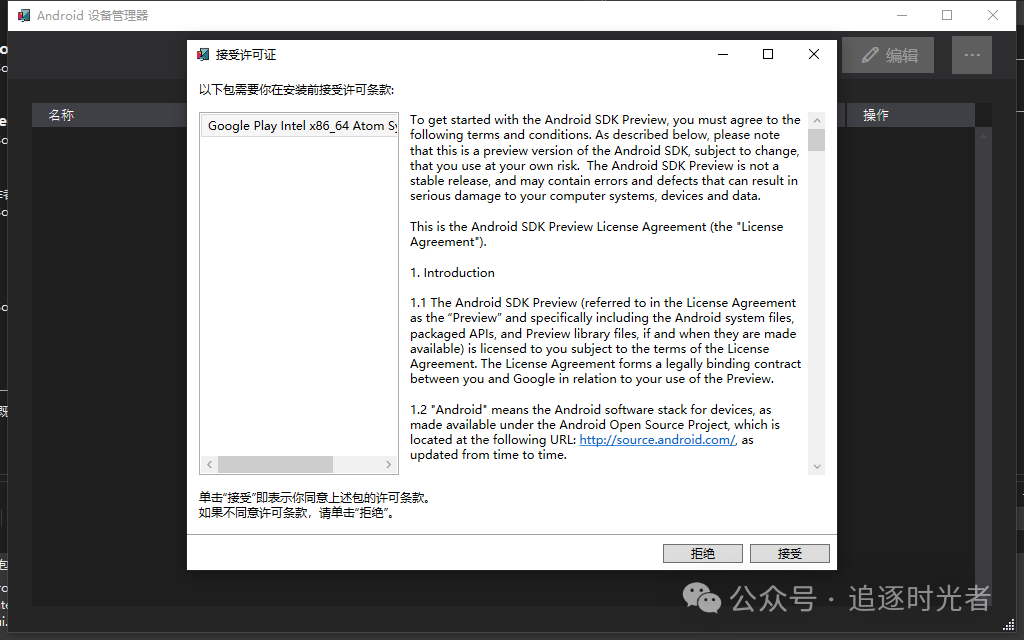 Android 设备管理器
编辑
名称
操作
接受许可证
以下包需要你在安装前接受许可条款:
Google Play Intel x86_64 Atom Sy
To get started with the Android SDK Preview, you must agree to the
following terms and conditions. As described below, please note
that this is a preview version of the Android SDK, subject to change,
that you use at your own risk.  The Android SDK Preview is not a
stable release, and may contain errors and defects that can result in
serious damage to your computer systems, devices and data.
This is the Android SDK Preview License Agreement (the "License
Agreement").
1. Introduction
1.1 The Android SDK Preview (referred to in the License Agreement
as the “Preview” and specifically including the Android system files,
packaged APIs, and Preview library files, if and when they are made
available) is licensed to you subject to the terms of the License
Agreement. The License Agreement forms a legally binding contract
between you and Google in relation to your use of the Preview.
1.2 "Android" means the Android software stack for devices, as
made available under the Android Open Source Project, which is
located at the following URL: http://source.android.com/, as
updated from time to time.
单击“接受”即表示你同意上述包的许可条款。
如果不同意许可条款，请单击“拒绝”。
拒绝
接受
公众号 · 追逐时光者